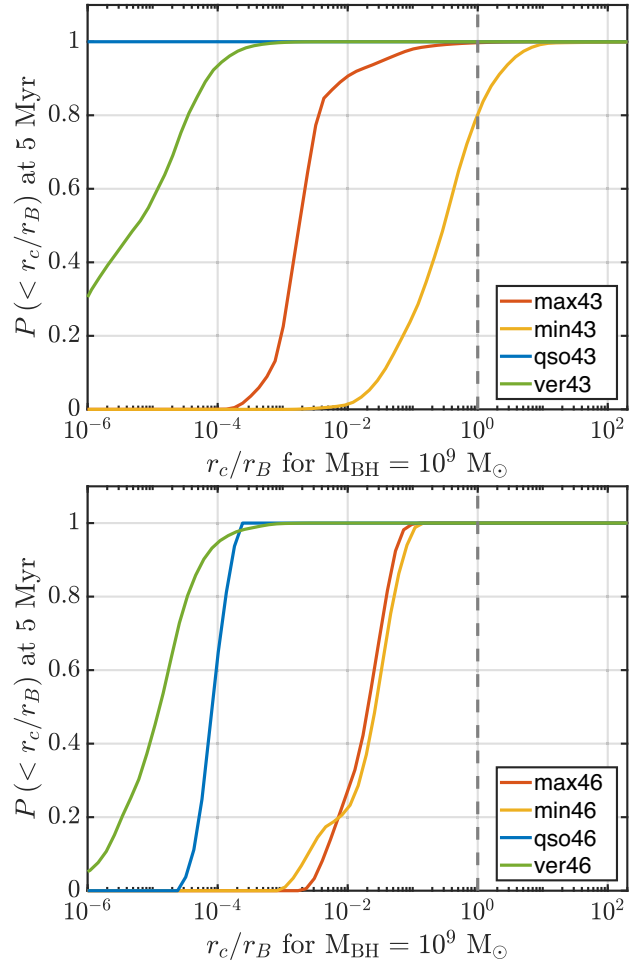 1
0.8
0.6
0.4
0.2
0
P (< r_c/r_B) at 5 Myr
max43
min43
qso43
ver43
10^-6 10^-4 10^-2 10^0 10^2
r_c/r_B for M_BH = 10^9 M_⊙
1
0.8
0.6
0.4
0.2
0
P (< r_c/r_B) at 5 Myr
max46
min46
qso46
ver46
10^-6 10^-4 10^-2 10^0 10^2
r_c/r_B for M_BH = 10^9 M_⊙